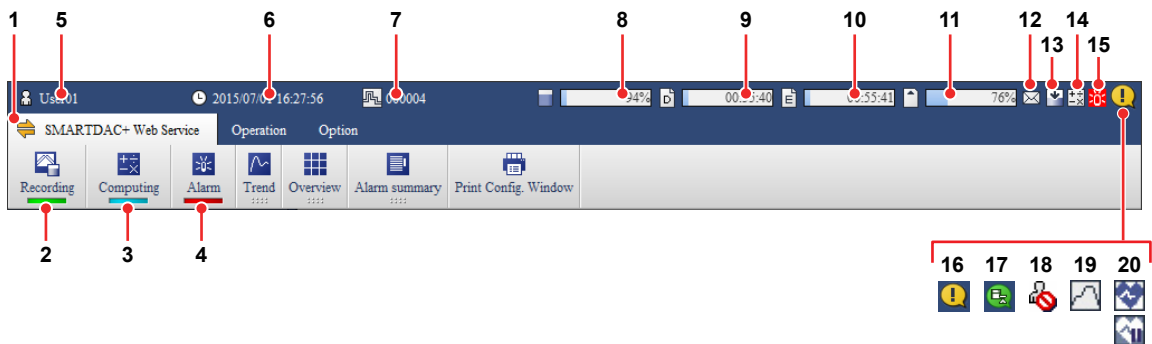 1 5 6 7 8 9 10 11 12 14
13 15
User01 2015/07/01 16:27:56 000004 94% D 00:55:40 E 00:55:41 76%
SMARTDAC+ Web Service Operation Option
Recording Computing Alarm Trend Overview Alarm summary Print Config. Window
2 3 4
16 17 18 19 20